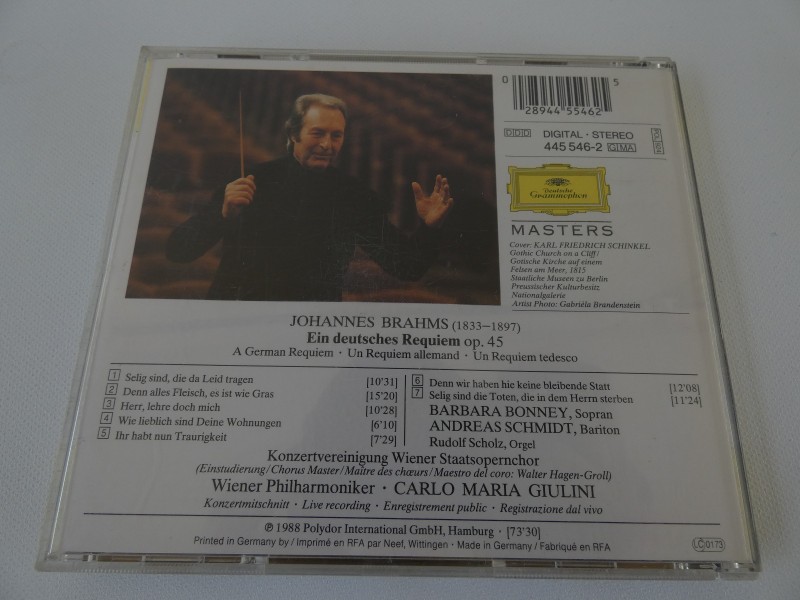 0
28944 55462
5
DDD DIGITAL · STEREO
445 546-2 GIMA
Deutsche
Grammophon
MASTERS
Cover: KARL FRIEDRICH SCHINKEL
Gothic Church on a Cliff/
Gotische Kirche auf einem
Felsen am Meer, 1815
Staatliche Museen zu Berlin
Preussischer Kulturbesitz
Nationalgalerie
Artist Photo: Gabriëla Brandenstein
JOHANNES BRAHMS (1833–1897)
Ein deutsches Requiem op. 45
A German Requiem · Un Requiem allemand · Un Requiem tedesco
1 Selig sind, die da Leid tragen [10'31]
2 Denn alles Fleisch, es ist wie Gras [15'20]
3 Herr, lehre doch mich [10'28]
4 Wie lieblich sind Deine Wohnungen [6'10]
5 Ihr habt nun Traurigkeit [7'29]
6 Denn wir haben hie keine bleibende Statt [12'08]
7 Selig sind die Toten, die in dem Herrn sterben [11'24]
BARBARA BONNEY, Sopran
ANDREAS SCHMIDT, Bariton
Rudolf Scholz, Orgel
Konzertvereinigung Wiener Staatsopernchor
(Einstudierung/Chorus Master/Maître des chœurs/Maestro del coro: Walter Hagen-Groll)
Wiener Philharmoniker · CARLO MARIA GIULINI
Konzertmitschnitt · Live recording · Enregistrement public · Registrazione dal vivo
℗ 1988 Polydor International GmbH, Hamburg · [73'30]
Printed in Germany by / Imprimé en RFA par Neef, Wittingen · Made in Germany / Fabriqué en RFA
LC 0173